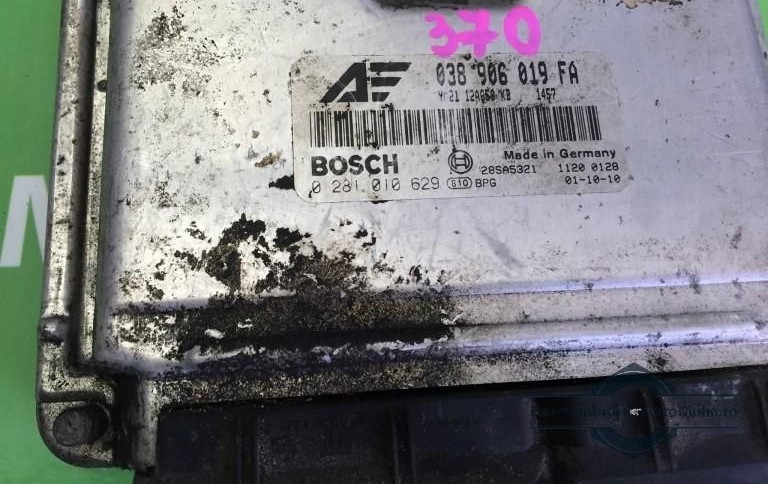 370
AE 038 906 019 FA
1457
BOSCH Made in Germany
28SA5321 1120 0128
0 281 010 629 BPG 01-10-10